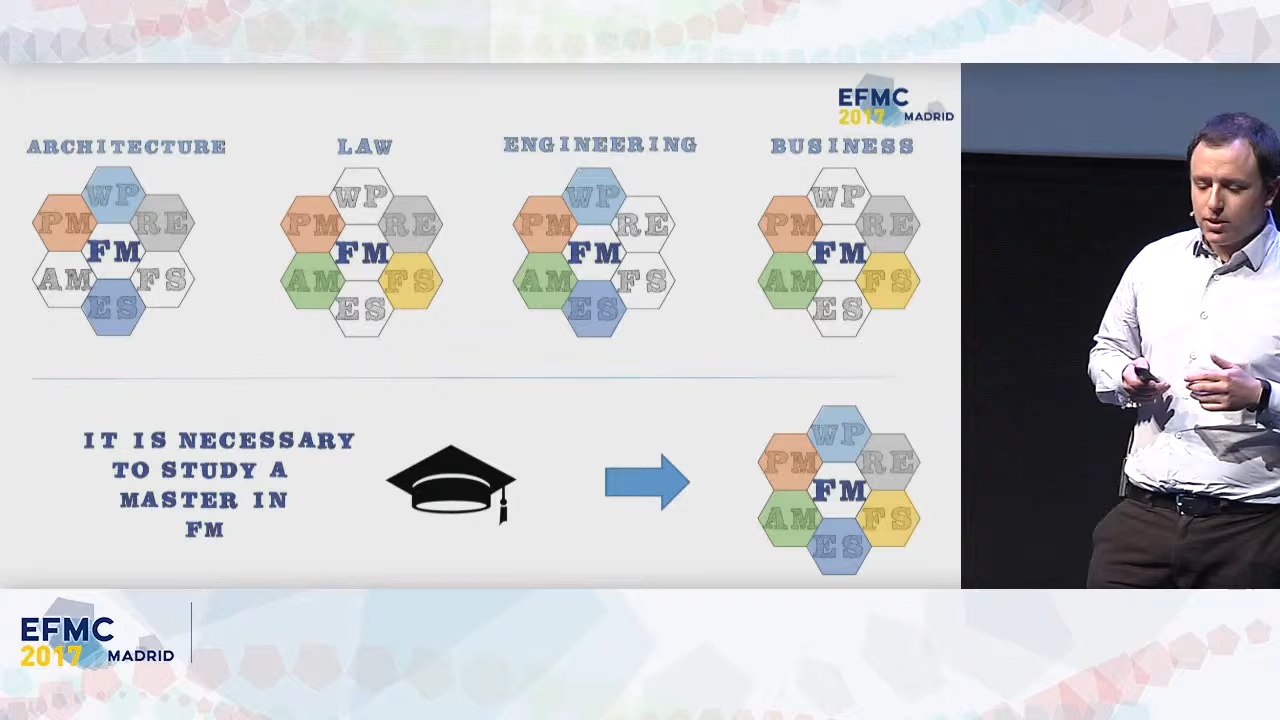 EFMC
2017 MADRID
ARCHITECTURE
LAW
ENGINEERING
BUSINESS
WP
PM
RE
FM
AM
FS
ES
WP
PM
RE
FM
AM
FS
ES
WP
PM
RE
FM
AM
FS
ES
WP
PM
RE
FM
AM
FS
ES
IT IS NECESSARY
TO STUDY A
MASTER IN
FM
WP
PM
RE
FM
AM
FS
ES
EFMC
2017 MADRID